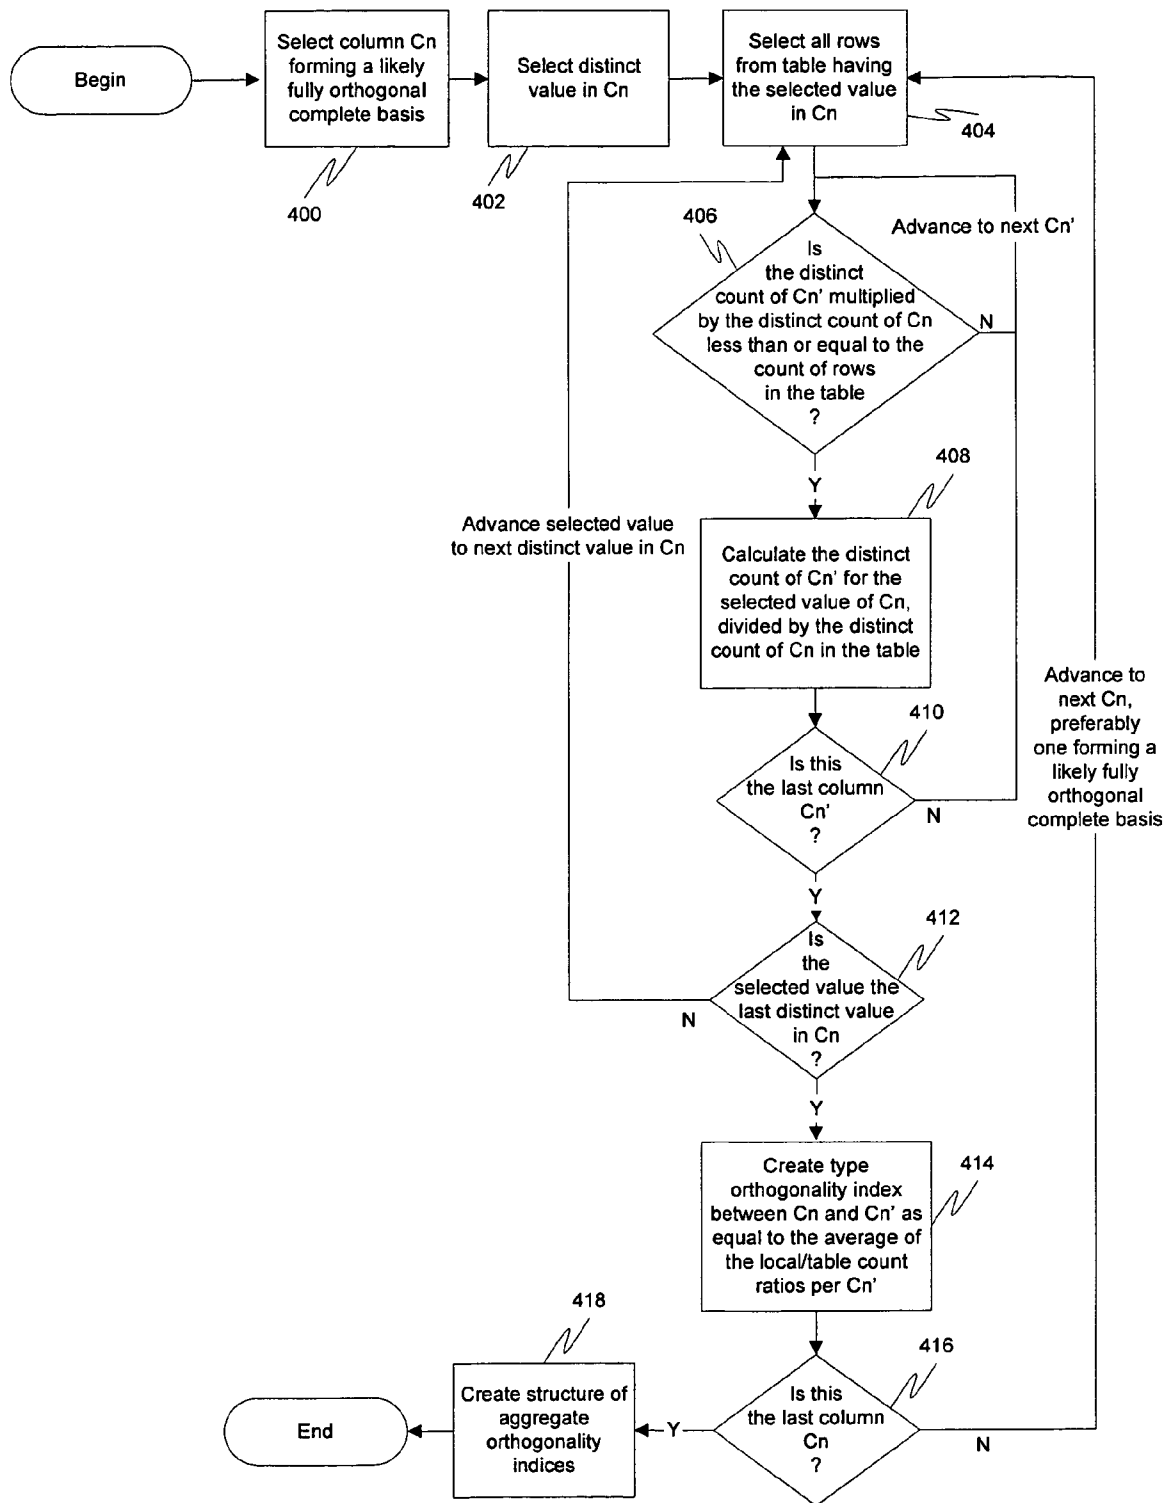 Begin
Select column Cn
forming a likely
fully orthogonal
complete basis
400
Select distinct
value in Cn
402
Select all rows
from table having
the selected value
in Cn
404
Advance to next Cn'
406
Is
the distinct
count of Cn' multiplied
by the distinct count of Cn
less than or equal to the
count of rows
in the table
?
N
Y
408
Advance selected value
to next distinct value in Cn
Calculate the distinct
count of Cn' for the
selected value of Cn,
divided by the distinct
count of Cn in the table
Advance to
next Cn,
preferably
one forming a
likely fully
orthogonal
complete basis
410
Is this
the last column
Cn'
?
N
Y
412
Is
the
selected value the
last distinct value
in Cn
?
N
Y
414
Create type
orthogonality index
between Cn and Cn' as
equal to the average of
the local/table count
ratios per Cn'
416
Is this
the last column
Cn
?
N
Y
418
Create structure of
aggregate
orthogonality
indices
End